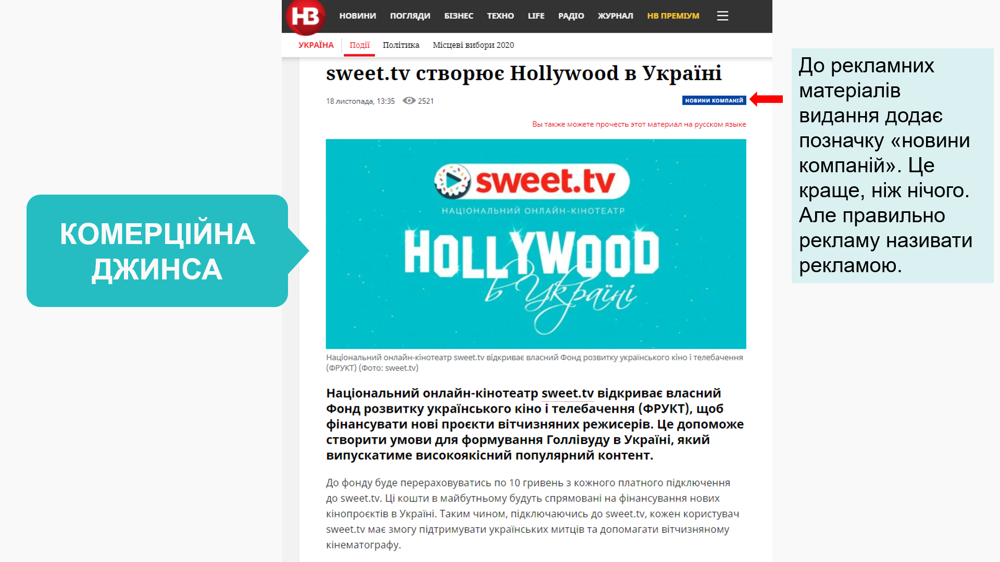 НВ НОВИНИ ПОГЛЯДИ БІЗНЕС ТЕХНО LIFE РАДІО ЖУРНАЛ НВ ПРЕМІУМ
УКРАЇНА Події Політика Місцеві вибори 2020
sweet.tv створює Hollywood в Україні
18 листопада, 13:35 2521 НОВИНИ КОМПАНІЙ
Вы также можете прочесть этот материал на русском языке
sweet.tv
НАЦІОНАЛЬНИЙ ОНЛАЙН-КІНОТЕАТР
HOLLYWOOD
в Україні
Національний онлайн-кінотеатр sweet.tv відкриває власний Фонд розвитку українського кіно і телебачення
(ФРУКТ) (Фото: sweet.tv)
Національний онлайн-кінотеатр sweet.tv відкриває власний
Фонд розвитку українського кіно і телебачення (ФРУКТ), щоб
фінансувати нові проєкти вітчизняних режисерів. Це допоможе
створити умови для формування Голлівуду в Україні, який
випускатиме високоякісний популярний контент.
До фонду буде перераховуватись по 10 гривень з кожного платного підключення
до sweet.tv. Ці кошти в майбутньому будуть спрямовані на фінансування нових
кінопроєктів в Україні. Таким чином, підключаючись до sweet.tv, кожен користувач
sweet.tv має змогу підтримувати українських митців та допомагати вітчизняному
кінематографу.
КОМЕРЦІЙНА
ДЖИНСА
До рекламних
матеріалів
видання додає
позначку «новини
компаній». Це
краще, ніж нічого.
Але правильно
рекламу називати
рекламою.